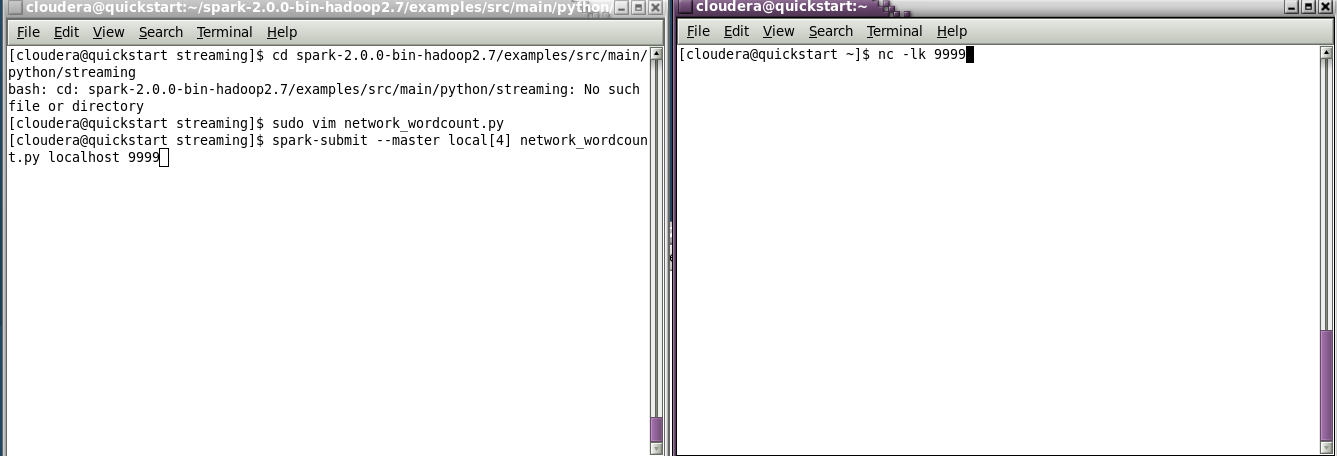 cloudera@quickstart:~/spark-2.0.0-bin-hadoop2.7/examples/src/main/python/
File Edit View Search Terminal Help
[cloudera@quickstart streaming]$ cd spark-2.0.0-bin-hadoop2.7/examples/src/main/
python/streaming
bash: cd: spark-2.0.0-bin-hadoop2.7/examples/src/main/python/streaming: No such
file or directory
[cloudera@quickstart streaming]$ sudo vim network_wordcount.py
[cloudera@quickstart streaming]$ spark-submit --master local[4] network_wordcoun
t.py localhost 9999
cloudera@quickstart:~
File Edit View Search Terminal Help
[cloudera@quickstart ~]$ nc -lk 9999